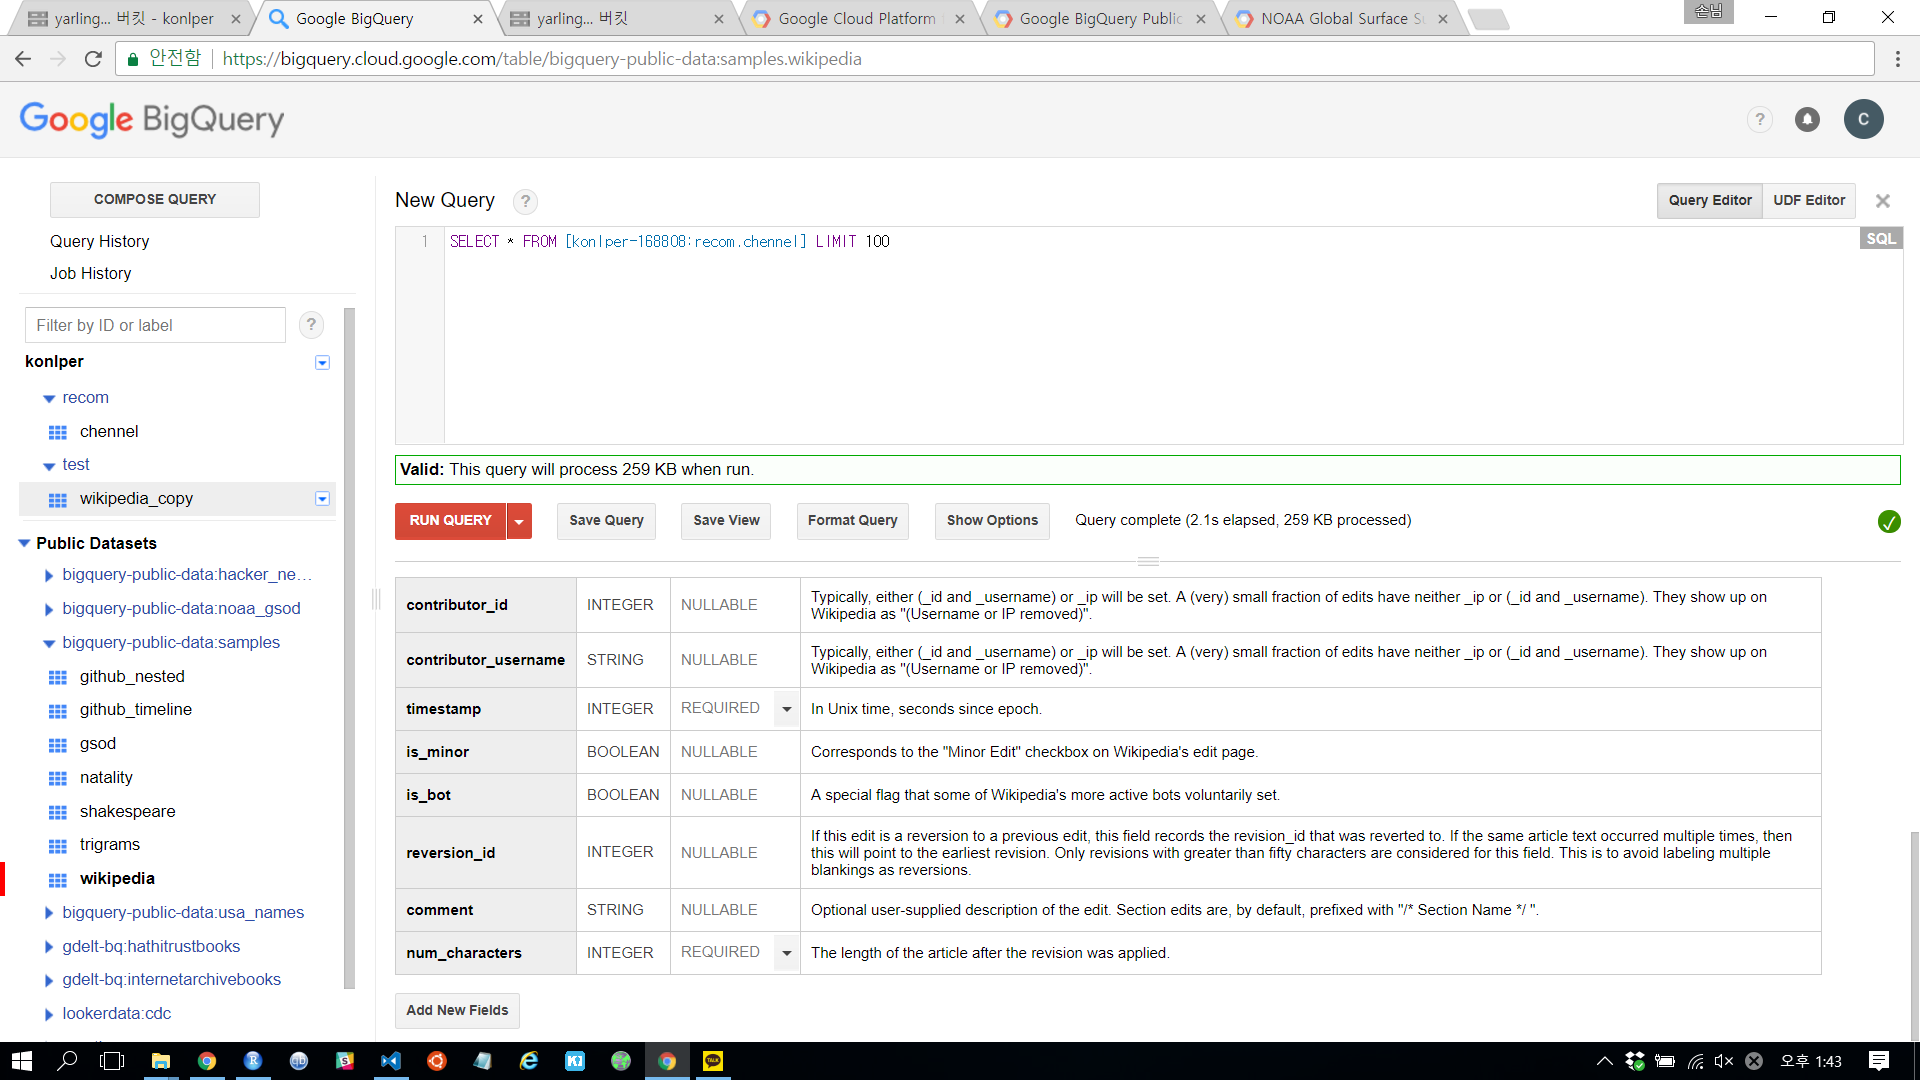 yarling... 버킷 - konlper
Google BigQuery
yarling... 버킷
Google Cloud Platform
Google BigQuery Public
NOAA Global Surface Su
손님
안전함
https://bigquery.cloud.google.com/table/bigquery-public-data:samples.wikipedia
Google BigQuery
?
C
COMPOSE QUERY
Query History
Job History
Filter by ID or label
?
konlper
recom
chennel
test
wikipedia_copy
Public Datasets
bigquery-public-data:hacker_ne…
bigquery-public-data:noaa_gsod
bigquery-public-data:samples
github_nested
github_timeline
gsod
natality
shakespeare
trigrams
wikipedia
bigquery-public-data:usa_names
gdelt-bq:hathitrustbooks
gdelt-bq:internetarchivebooks
lookerdata:cdc
New Query
?
Query Editor
UDF Editor
1
SELECT * FROM [konlper-168808:recom.chennel] LIMIT 100
SQL
Valid: This query will process 259 KB when run.
RUN QUERY
Save Query
Save View
Format Query
Show Options
Query complete (2.1s elapsed, 259 KB processed)
contributor_id INTEGER NULLABLE Typically, either (_id and _username) or _ip will be set. A (very) small fraction of edits have neither _ip or (_id and _username). They show up on
Wikipedia as "(Username or IP removed)".
contributor_username STRING NULLABLE Typically, either (_id and _username) or _ip will be set. A (very) small fraction of edits have neither _ip or (_id and _username). They show up on
Wikipedia as "(Username or IP removed)".
timestamp INTEGER REQUIRED In Unix time, seconds since epoch.
is_minor BOOLEAN NULLABLE Corresponds to the "Minor Edit" checkbox on Wikipedia's edit page.
is_bot BOOLEAN NULLABLE A special flag that some of Wikipedia's more active bots voluntarily set.
reversion_id INTEGER NULLABLE If this edit is a reversion to a previous edit, this field records the revision_id that was reverted to. If the same article text occurred multiple times, then
this will point to the earliest revision. Only revisions with greater than fifty characters are considered for this field. This is to avoid labeling multiple
blankings as reversions.
comment STRING NULLABLE Optional user-supplied description of the edit. Section edits are, by default, prefixed with "/* Section Name */ ".
num_characters INTEGER REQUIRED The length of the article after the revision was applied.
Add New Fields
TALK
오후 1:43